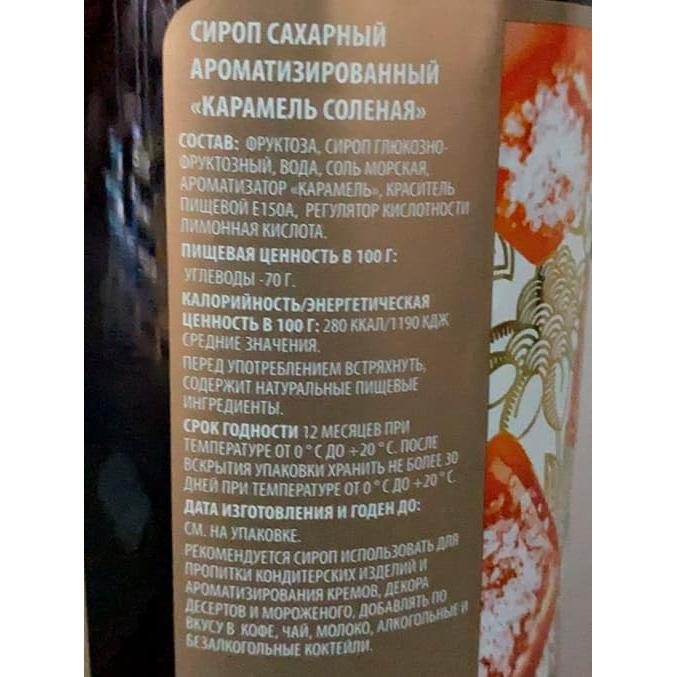 СИРОП САХАРНЫЙ
АРОМАТИЗИРОВАННЫЙ
«КАРАМЕЛЬ СОЛЕНАЯ»
СОСТАВ: ФРУКТОЗА, СИРОП ГЛЮКОЗНО-
ФРУКТОЗНЫЙ, ВОДА, СОЛЬ МОРСКАЯ,
АРОМАТИЗАТОР «КАРАМЕЛЬ», КРАСИТЕЛЬ
ПИЩЕВОЙ Е150А, РЕГУЛЯТОР КИСЛОТНОСТИ
ЛИМОННАЯ КИСЛОТА.
ПИЩЕВАЯ ЦЕННОСТЬ В 100 Г:
УГЛЕВОДЫ -70 Г.
КАЛОРИЙНОСТЬ/ЭНЕРГЕТИЧЕСКАЯ
ЦЕННОСТЬ В 100 Г: 280 ККАЛ/1190 КДЖ
СРЕДНИЕ ЗНАЧЕНИЯ.
ПЕРЕД УПОТРЕБЛЕНИЕМ ВСТРЯХНУТЬ,
СОДЕРЖИТ НАТУРАЛЬНЫЕ ПИЩЕВЫЕ
ИНГРЕДИЕНТЫ.
СРОК ГОДНОСТИ 12 МЕСЯЦЕВ ПРИ
ТЕМПЕРАТУРЕ ОТ 0 °С ДО +20 °С. ПОСЛЕ
ВСКРЫТИЯ УПАКОВКИ ХРАНИТЬ НЕ БОЛЕЕ 30
ДНЕЙ ПРИ ТЕМПЕРАТУРЕ ОТ 0 °С ДО +20 °С.
ДАТА ИЗГОТОВЛЕНИЯ И ГОДЕН ДО:
СМ. НА УПАКОВКЕ.
РЕКОМЕНДУЕТСЯ СИРОП ИСПОЛЬЗОВАТЬ ДЛЯ
ПРОПИТКИ КОНДИТЕРСКИХ ИЗДЕЛИЙ И
АРОМАТИЗИРОВАНИЯ КРЕМОВ, ДЕКОРА
ДЕСЕРТОВ И МОРОЖЕНОГО, ДОБАВЛЯТЬ ПО
ВКУСУ В КОФЕ, ЧАЙ, МОЛОКО, АЛКОГОЛЬНЫЕ И
БЕЗАЛКОГОЛЬНЫЕ КОКТЕЙЛИ.